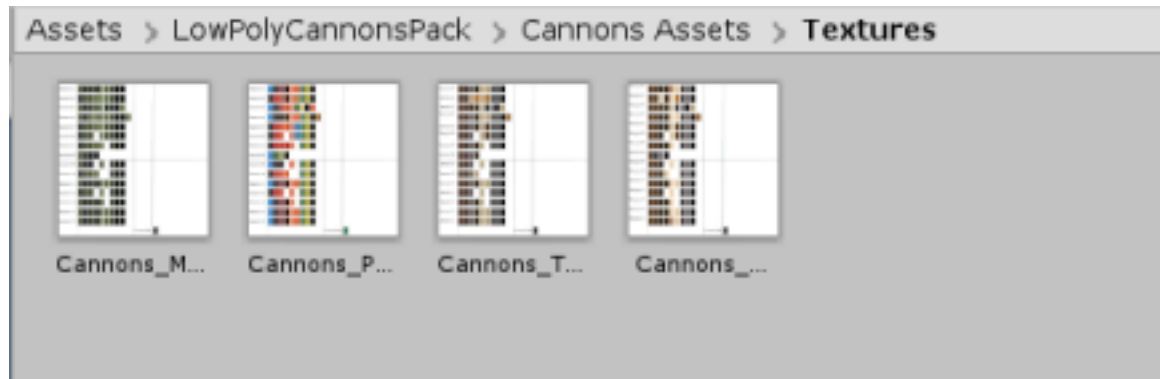 Assets > LowPolyCannonsPack > Cannons Assets > Textures
Cannons_M... Cannons_P... Cannons_T... Cannons_...